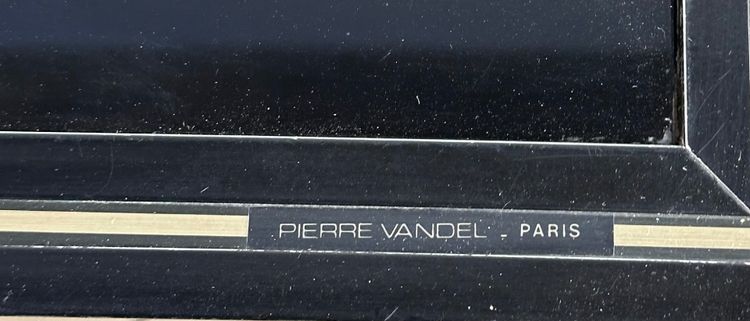 PIERRE VANDEL - PARIS